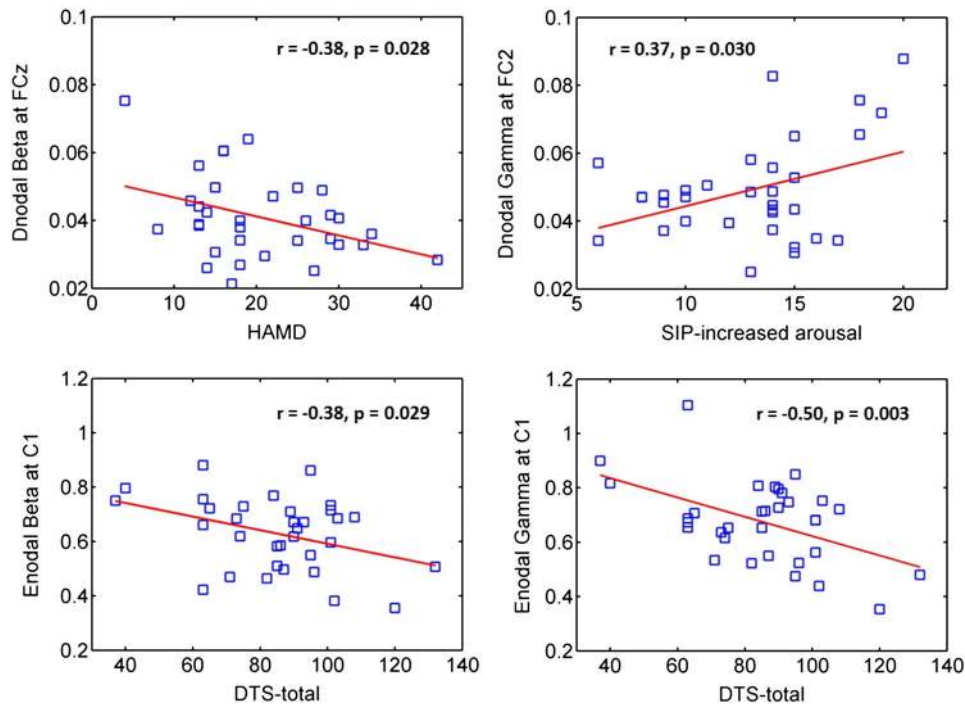 0.1
r = -0.38, p = 0.028
0.08
0.06
0.04
0.02
0 10 20 30 40
HAMD
Dnodal Beta at FCz
0.1
r = 0.37, p = 0.030
0.08
0.06
0.04
0.02
5 10 15 20
SIP-increased arousal
Dnodal Gamma at FC2
1.2
r = -0.38, p = 0.029
1
0.8
0.6
0.4
0.2
40 60 80 100 120 140
DTS-total
Enodal Beta at C1
1.2
r = -0.50, p = 0.003
1
0.8
0.6
0.4
0.2
40 60 80 100 120 140
DTS-total
Enodal Gamma at C1